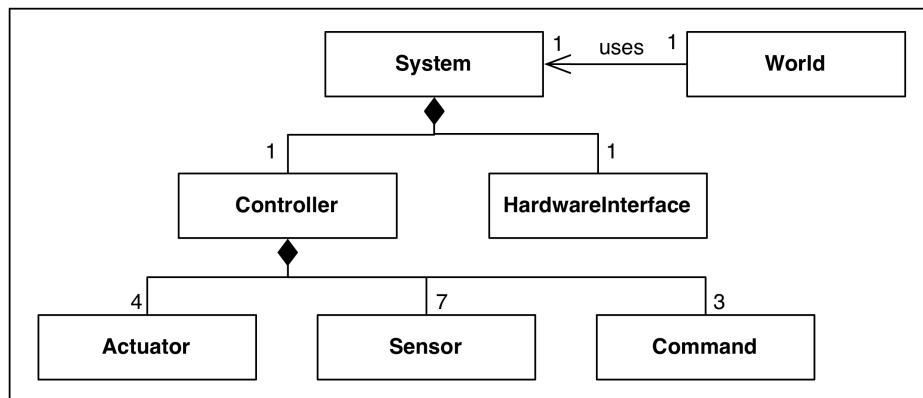 1 uses 1
System World
1 1
Controller HardwareInterface
4 7 3
Actuator Sensor Command